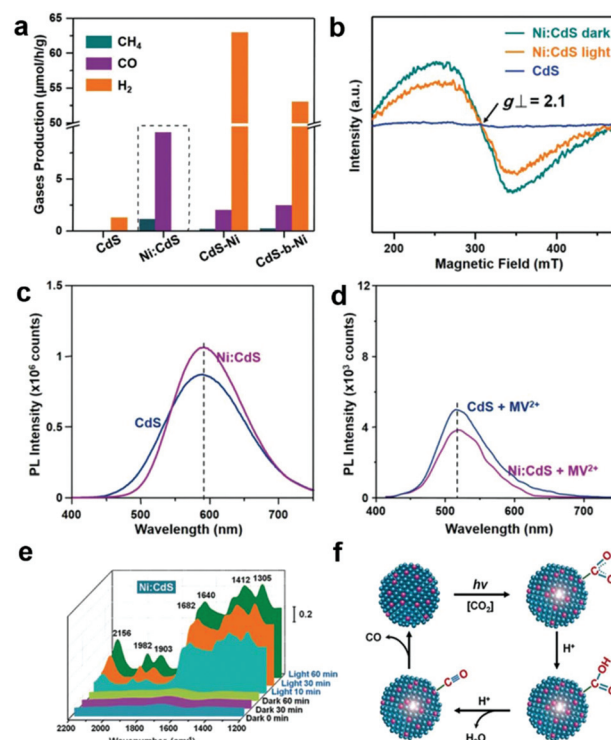 a
Gases Production (µmol/h/g)
65
60
55
50
5
0
CH₄
CO
H₂
CdS
Ni:CdS
CdS-Ni
CdS-b-Ni
b
Intensity (a.u.)
Ni:CdS dark
Ni:CdS light
CdS
g⊥ = 2.1
200
300
400
Magnetic Field (mT)
c
PL Intensity (x10⁶ counts)
1.5
1
0.5
0
Ni:CdS
CdS
400
500
600
700
Wavelength (nm)
d
PL Intensity (x10³ counts)
12
8
4
0
CdS + MV²⁺
Ni:CdS + MV²⁺
400
500
600
700
Wavelength (nm)
e
Ni:CdS
2156
1982
1903
1682
1640
1412
1305
0.2
Light 60 min
Light 30 min
Light 10 min
Dark 60 min
Dark 30 min
Dark 0 min
2200
2000
1800
1600
1400
1200
f
hv
[CO₂]
C
O
H⁺
C
OH
H⁺
H₂O
C
O
CO